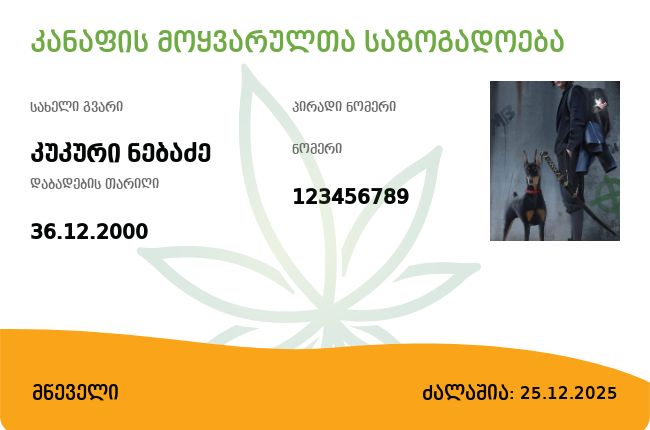 კანაფის მოყვარულთა საზოგადოება
სახელი გვარი
პირადი ნომერი
კუკური ნებაძე
ნომერი
დაბადების თარიღი
123456789
36.12.2000
მწეველი
ძალაშია: 25.12.2025